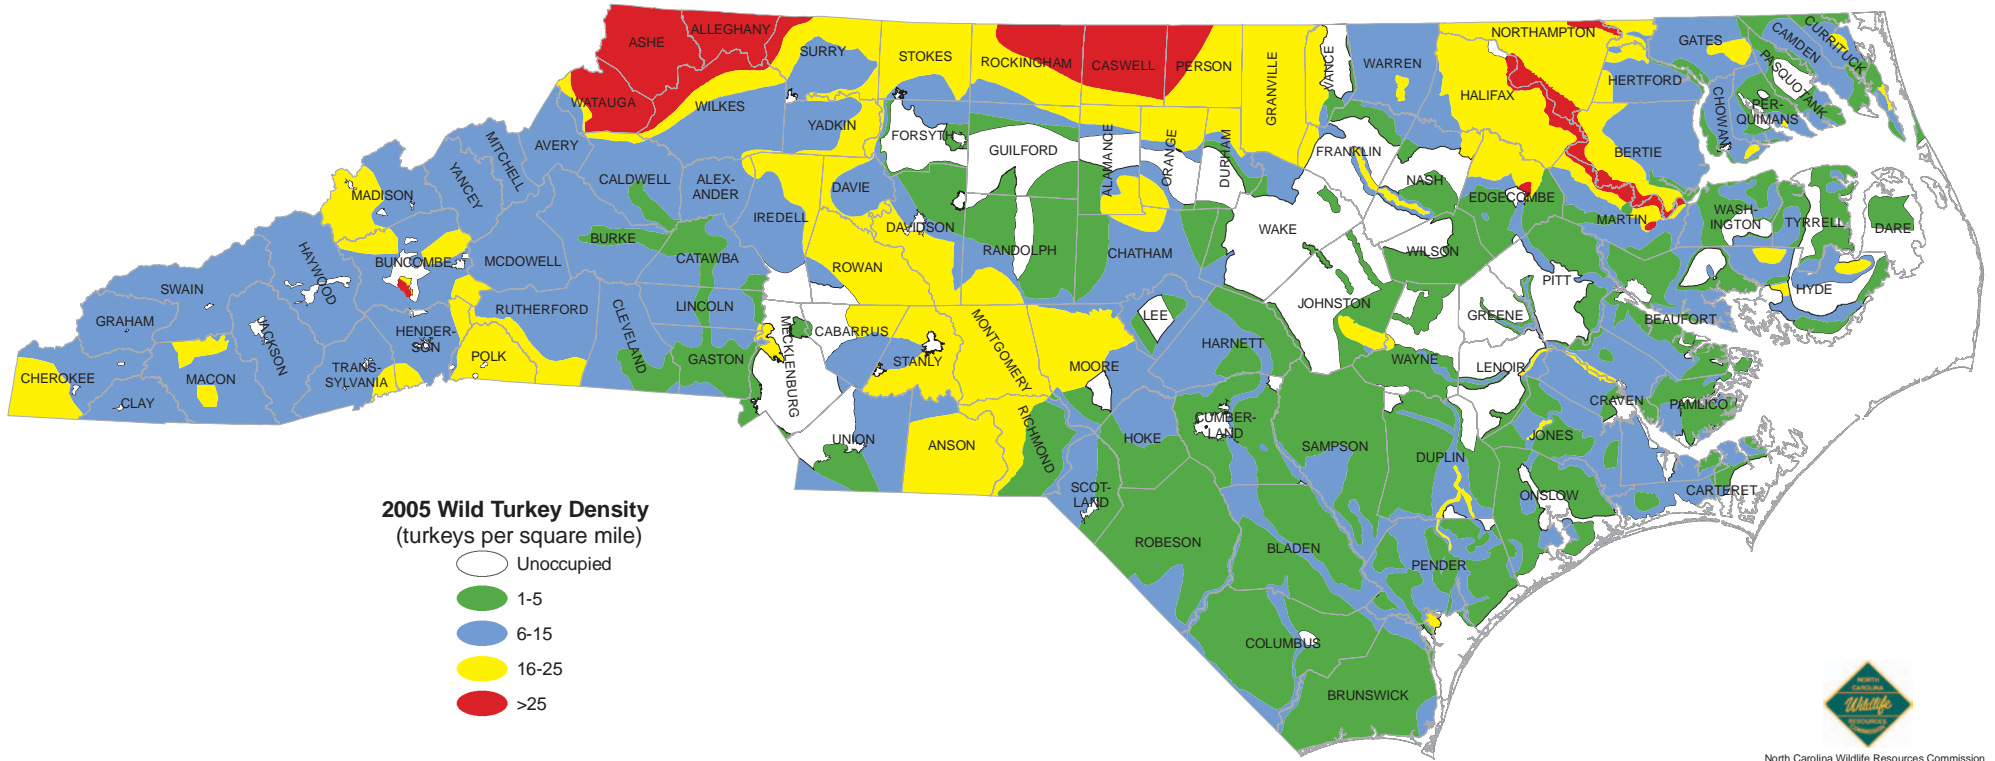 ASHE
ALLEGHANY
SURRY
STOKES
ROCKINGHAM
CASWELL
PERSON
GRANVILLE
VANCE
WARREN
NORTHAMPTON
GATES
CAMDEN
CURRITUCK
PASQUOTANK
HERTFORD
HALIFAX
CHOWAN
PER-
QUIMANS
WATAUGA
WILKES
YADKIN
FORSYTH
GUILFORD
ALAMANCE
ORANGE
DURHAM
FRANKLIN
NASH
BERTIE
MITCHELL
AVERY
YANCEY
MADISON
CALDWELL
ALEX-
ANDER
DAVIE
IREDELL
DAVIDSON
RANDOLPH
CHATHAM
WAKE
EDGECOMBE
MARTIN
WASH-
INGTON
TYRRELL
DARE
HAYWOOD
BUNCOMBE
MCDOWELL
BURKE
CATAWBA
ROWAN
WILSON
PITT
HYDE
SWAIN
GRAHAM
JACKSON
HENDER-
SON
RUTHERFORD
CLEVELAND
LINCOLN
CABARRUS
MECKLENBURG
STANLY
MONTGOMERY
LEE
JOHNSTON
GREENE
BEAUFORT
CHEROKEE
CLAY
MACON
TRANS-
SYLVANIA
POLK
GASTON
MOORE
HARNETT
WAYNE
LENOIR
CRAVEN
PAMLICO
UNION
ANSON
RICHMOND
HOKE
CUMBER-
LAND
SAMPSON
DUPLIN
JONES
SCOT-
LAND
ONSLOW
CARTERET
ROBESON
BLADEN
PENDER
COLUMBUS
BRUNSWICK
2005 Wild Turkey Density
(turkeys per square mile)
Unoccupied
1-5
6-15
16-25
>25
NORTH
CAROLINA
Wildlife
RESOURCES
COMMISSION
North Carolina Wildlife Resources Commission